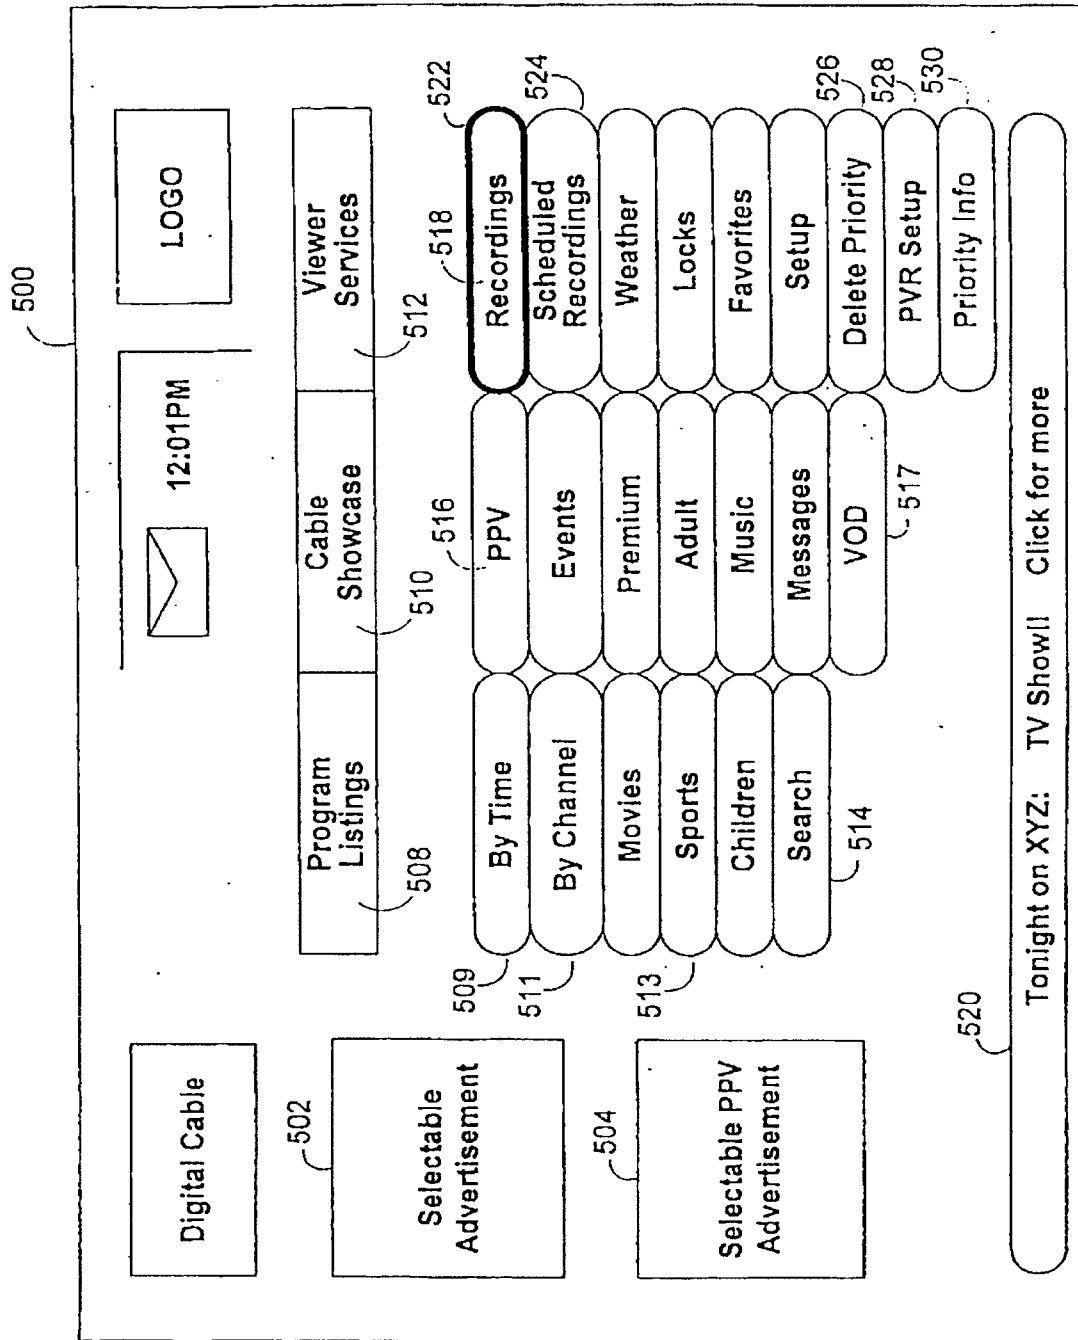 500
Digital Cable
12:01PM
LOGO
502
Selectable
Advertisement
504
Selectable PPV
Advertisement
Program
Listings
508
Cable
Showcase
510
Viewer
Services
512
509
By Time
511
By Channel
Movies
513
Sports
Children
Search
514
516
PPV
Events
Premium
Adult
Music
Messages
VOD
517
518
Recordings
522
Scheduled
Recordings
524
Weather
Locks
Favorites
Setup
Delete Priority
526
PVR Setup
528
Priority Info
530
520
Tonight on XYZ: TV Show!! Click for more